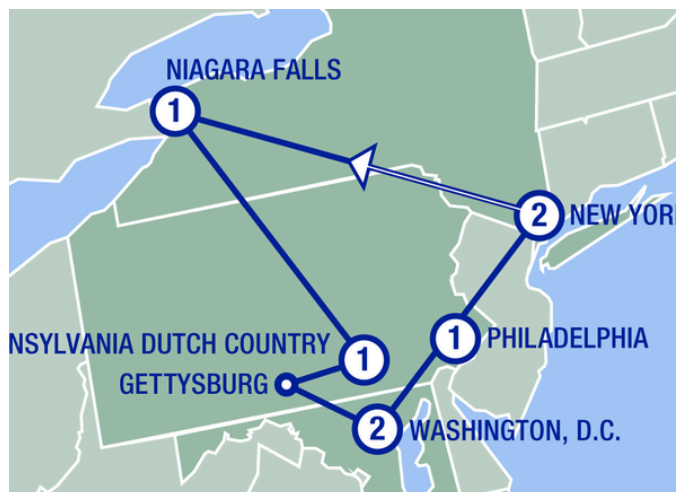 NIAGARA FALLS
1
2
NEW YOR
1
PHILADELPHIA
NSYLVANIA DUTCH COUNTRY
1
GETTYSBURG
2
WASHINGTON, D.C.